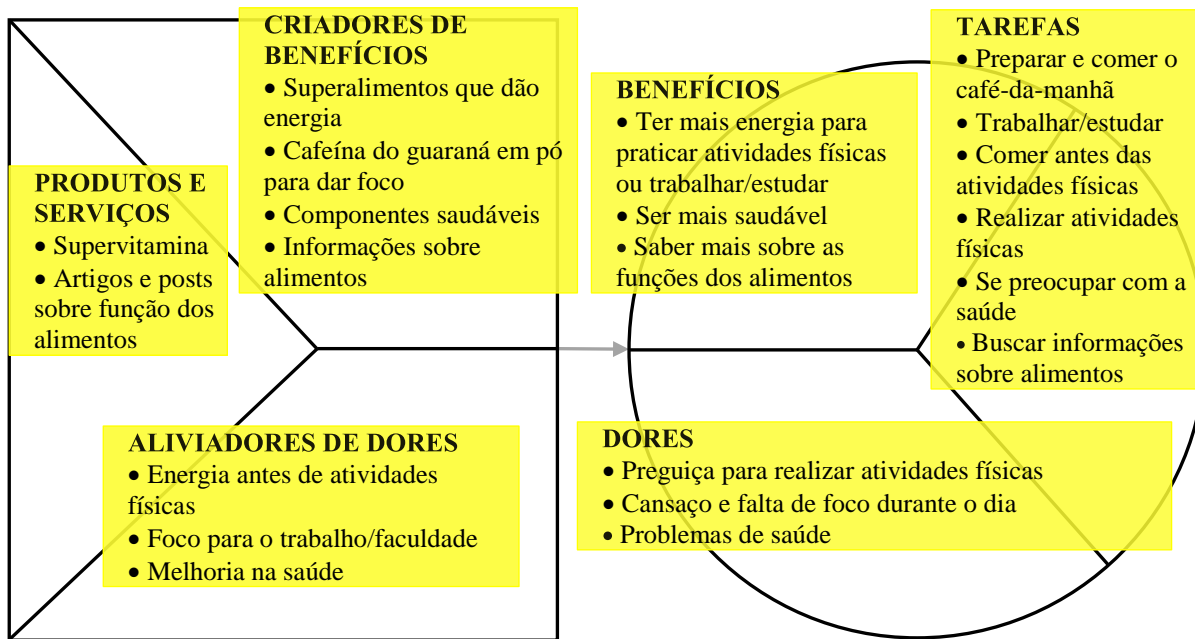 CRIADORES DE
BENEFÍCIOS
• Superalimentos que dão
energia
• Cafeína do guaraná em pó
para dar foco
• Componentes saudáveis
• Informações sobre
alimentos
PRODUTOS E
SERVIÇOS
• Supervitamina
• Artigos e posts
sobre função dos
alimentos
ALIVIADORES DE DORES
• Energia antes de atividades
físicas
• Foco para o trabalho/faculdade
• Melhoria na saúde
BENEFÍCIOS
• Ter mais energia para
praticar atividades físicas
ou trabalhar/estudar
• Ser mais saudável
• Saber mais sobre as
funções dos alimentos
TAREFAS
• Preparar e comer o
café-da-manhã
• Trabalhar/estudar
• Comer antes das
atividades físicas
• Realizar atividades
físicas
• Se preocupar com a
saúde
• Buscar informações
sobre alimentos
DORES
• Preguiça para realizar atividades físicas
• Cansaço e falta de foco durante o dia
• Problemas de saúde